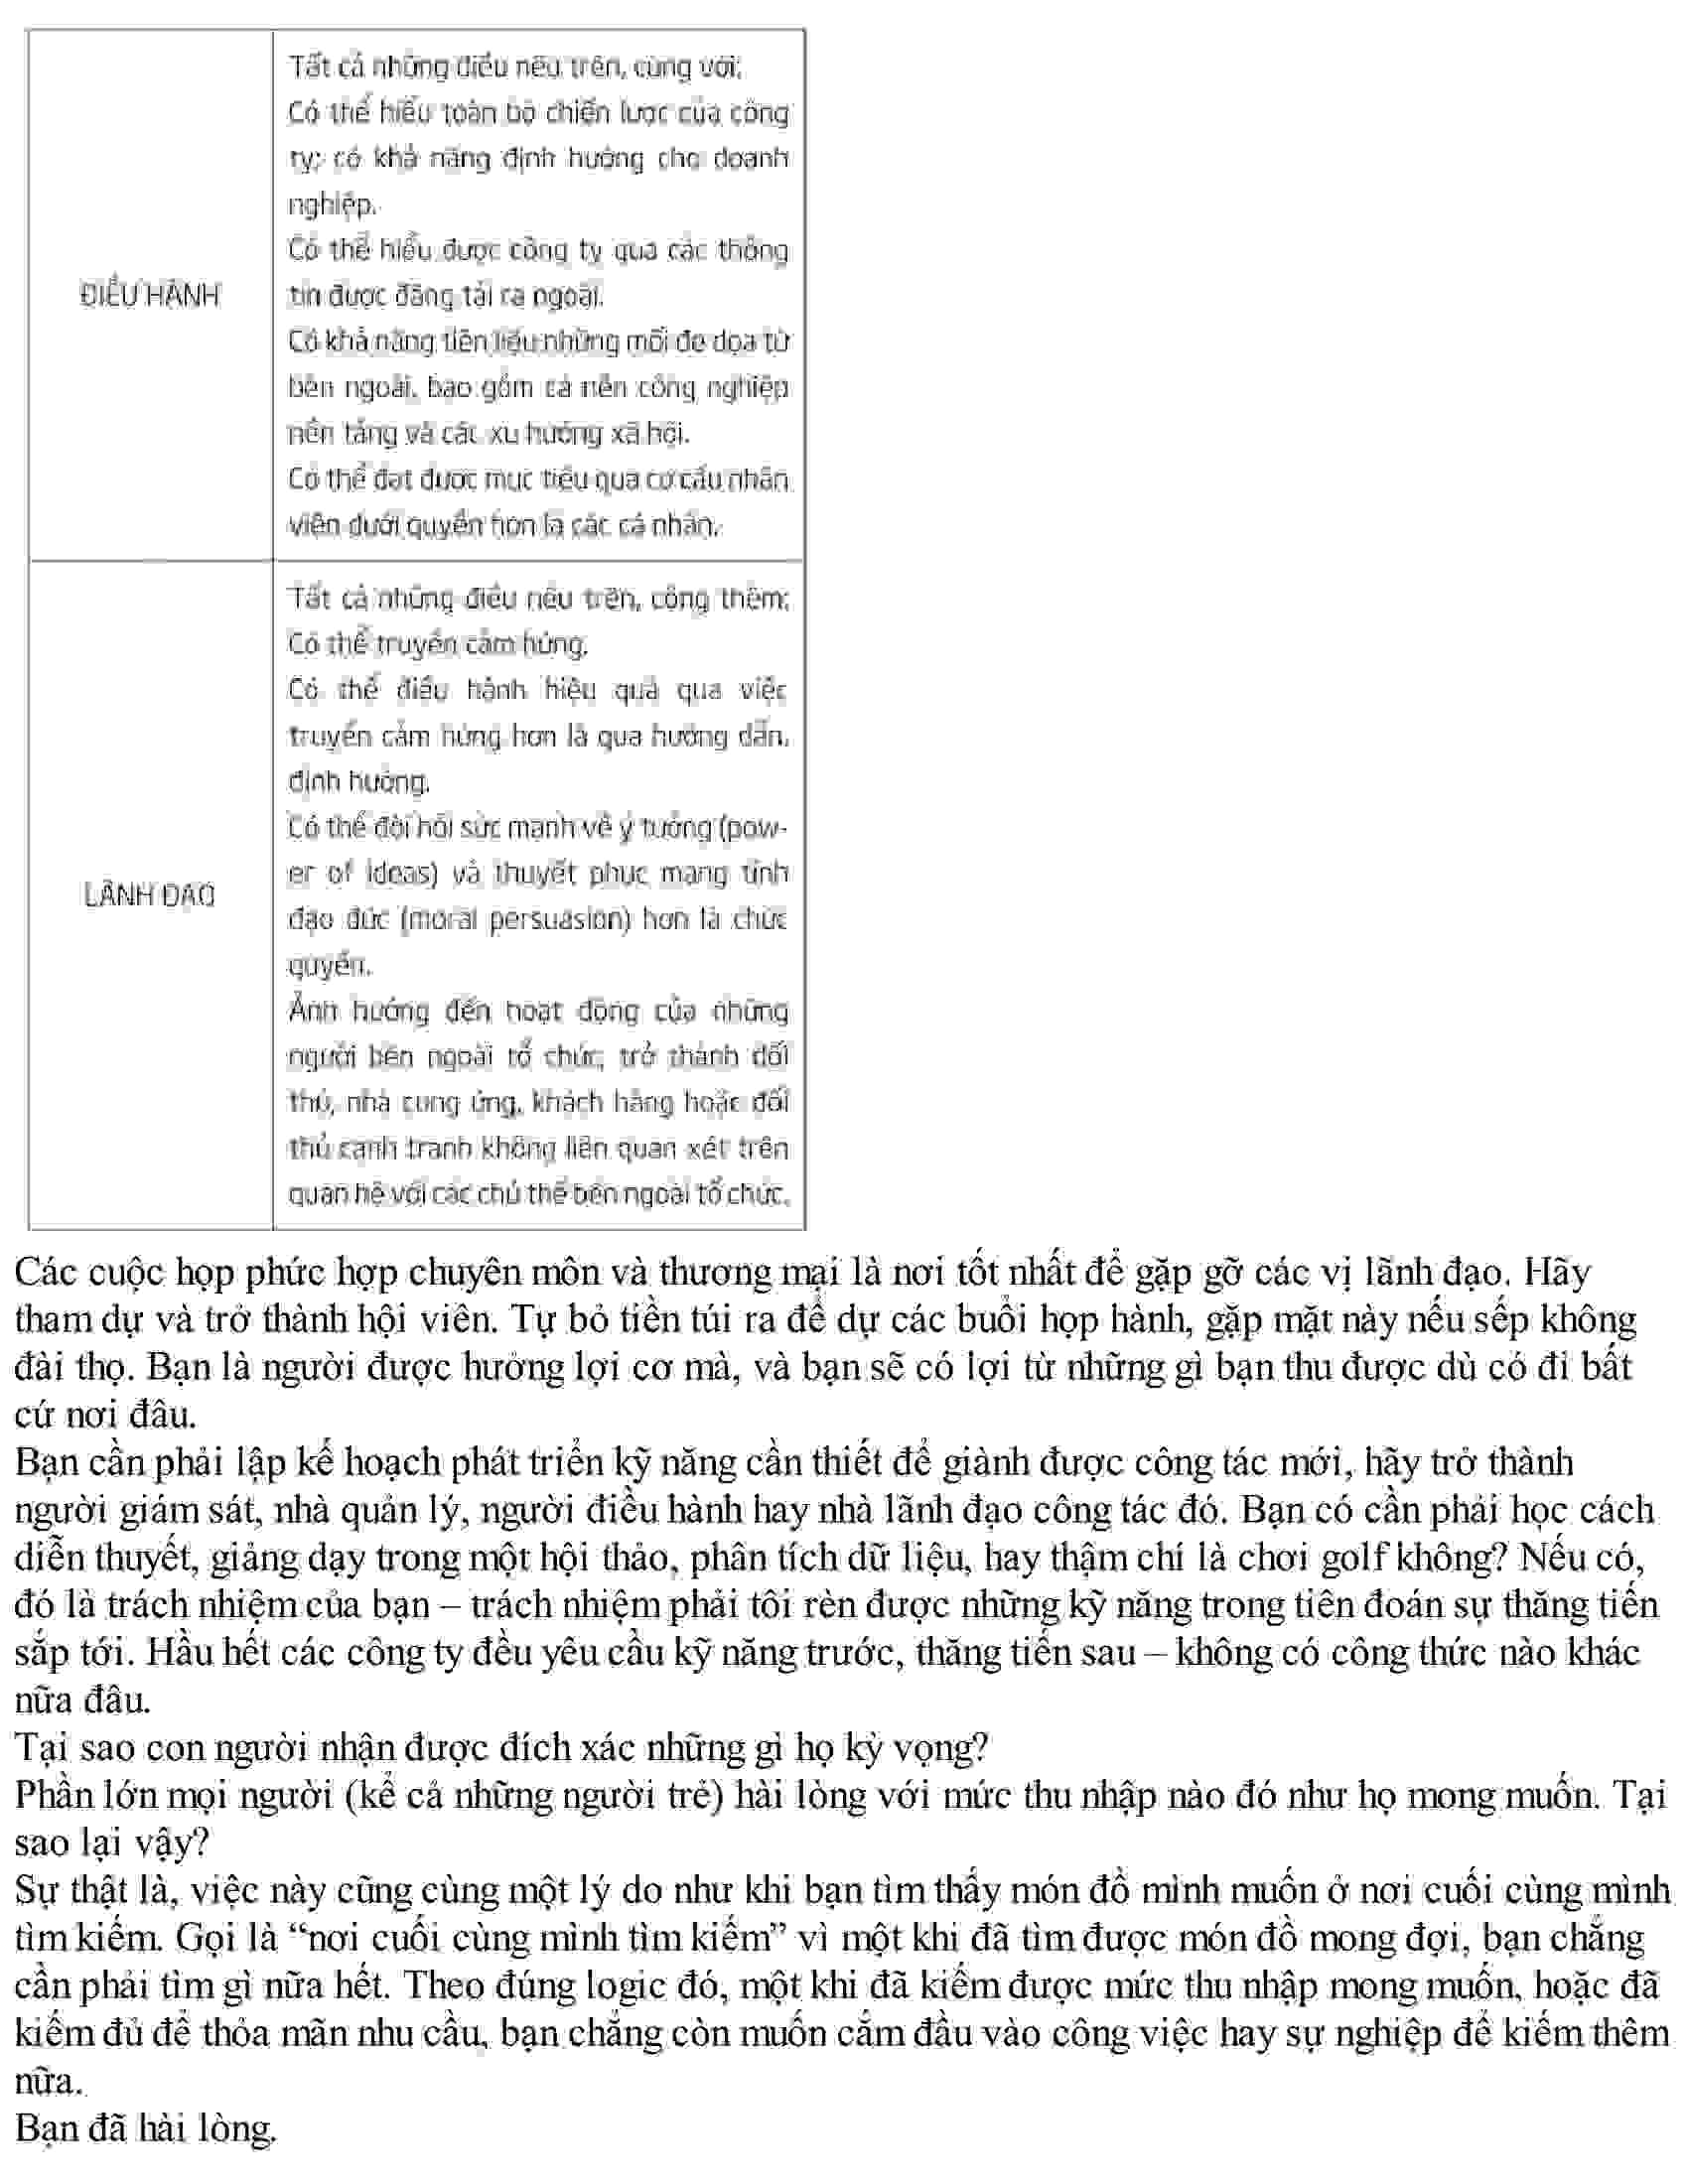 Tất cả những điều nêu trên, cùng với:
Có thể hiểu toàn bộ chiến lược của công
ty; có khả năng định hướng cho doanh
nghiệp.
Có thể hiểu được công ty qua các thông
tin được đăng tải ra ngoài.
ĐIỀU HÀNH
Có khả năng tiên liệu những mối đe dọa từ
bên ngoài, bao gồm cả nền công nghiệp
nền tảng và các xu hướng xã hội.
Có thể đạt được mục tiêu qua cơ cấu nhân
viên dưới quyền hơn là các cá nhân.
Tất cả những điều nêu trên, cộng thêm:
Có thể truyền cảm hứng.
Có thể điều hành hiệu quả qua việc
truyền cảm hứng hơn là qua hướng dẫn,
định hướng.
Có thể đòi hỏi sức mạnh về ý tưởng (pow-
er of ideas) và thuyết phục mang tính
LÃNH ĐẠO
đạo đức (moral persuasion) hơn là chức
quyền.
Ảnh hưởng đến hoạt động của những
người bên ngoài tổ chức, trở thành đối
thủ, nhà cung ứng, khách hàng hoặc đối
thủ cạnh tranh không liên quan xét trên
quan hệ với các chủ thể bên ngoài tổ chức.
Các cuộc họp phức hợp chuyên môn và thương mại là nơi tốt nhất để gặp gỡ các vị lãnh đạo. Hãy
tham dự và trở thành hội viên. Tự bỏ tiền túi ra để dự các buổi họp hành, gặp mặt này nếu sếp không
đài thọ. Bạn là người được hưởng lợi cơ mà, và bạn sẽ có lợi từ những gì bạn thu được dù có đi bất
cứ nơi đâu.
Bạn cần phải lập kế hoạch phát triển kỹ năng cần thiết để giành được công tác mới, hãy trở thành
người giám sát, nhà quản lý, người điều hành hay nhà lãnh đạo công tác đó. Bạn có cần phải học cách
diễn thuyết, giảng dạy trong một hội thảo, phân tích dữ liệu, hay thậm chí là chơi golf không? Nếu có,
đó là trách nhiệm của bạn – trách nhiệm phải tôi rèn được những kỹ năng trong tiên đoán sự thăng tiến
sắp tới. Hầu hết các công ty đều yêu cầu kỹ năng trước, thăng tiến sau – không có công thức nào khác
nữa đâu.
Tại sao con người nhận được đích xác những gì họ kỳ vọng?
Phần lớn mọi người (kể cả những người trẻ) hài lòng với mức thu nhập nào đó như họ mong muốn. Tại
sao lại vậy?
Sự thật là, việc này cũng cùng một lý do như khi bạn tìm thấy món đồ mình muốn ở nơi cuối cùng mình
tìm kiếm. Gọi là “nơi cuối cùng mình tìm kiếm” vì một khi đã tìm được món đồ mong đợi, bạn chẳng
cần phải tìm gì nữa hết. Theo đúng logic đó, một khi đã kiếm được mức thu nhập mong muốn, hoặc đã
kiếm đủ để thỏa mãn nhu cầu, bạn chẳng còn muốn cắm đầu vào công việc hay sự nghiệp để kiếm thêm
nữa.
Bạn đã hài lòng.